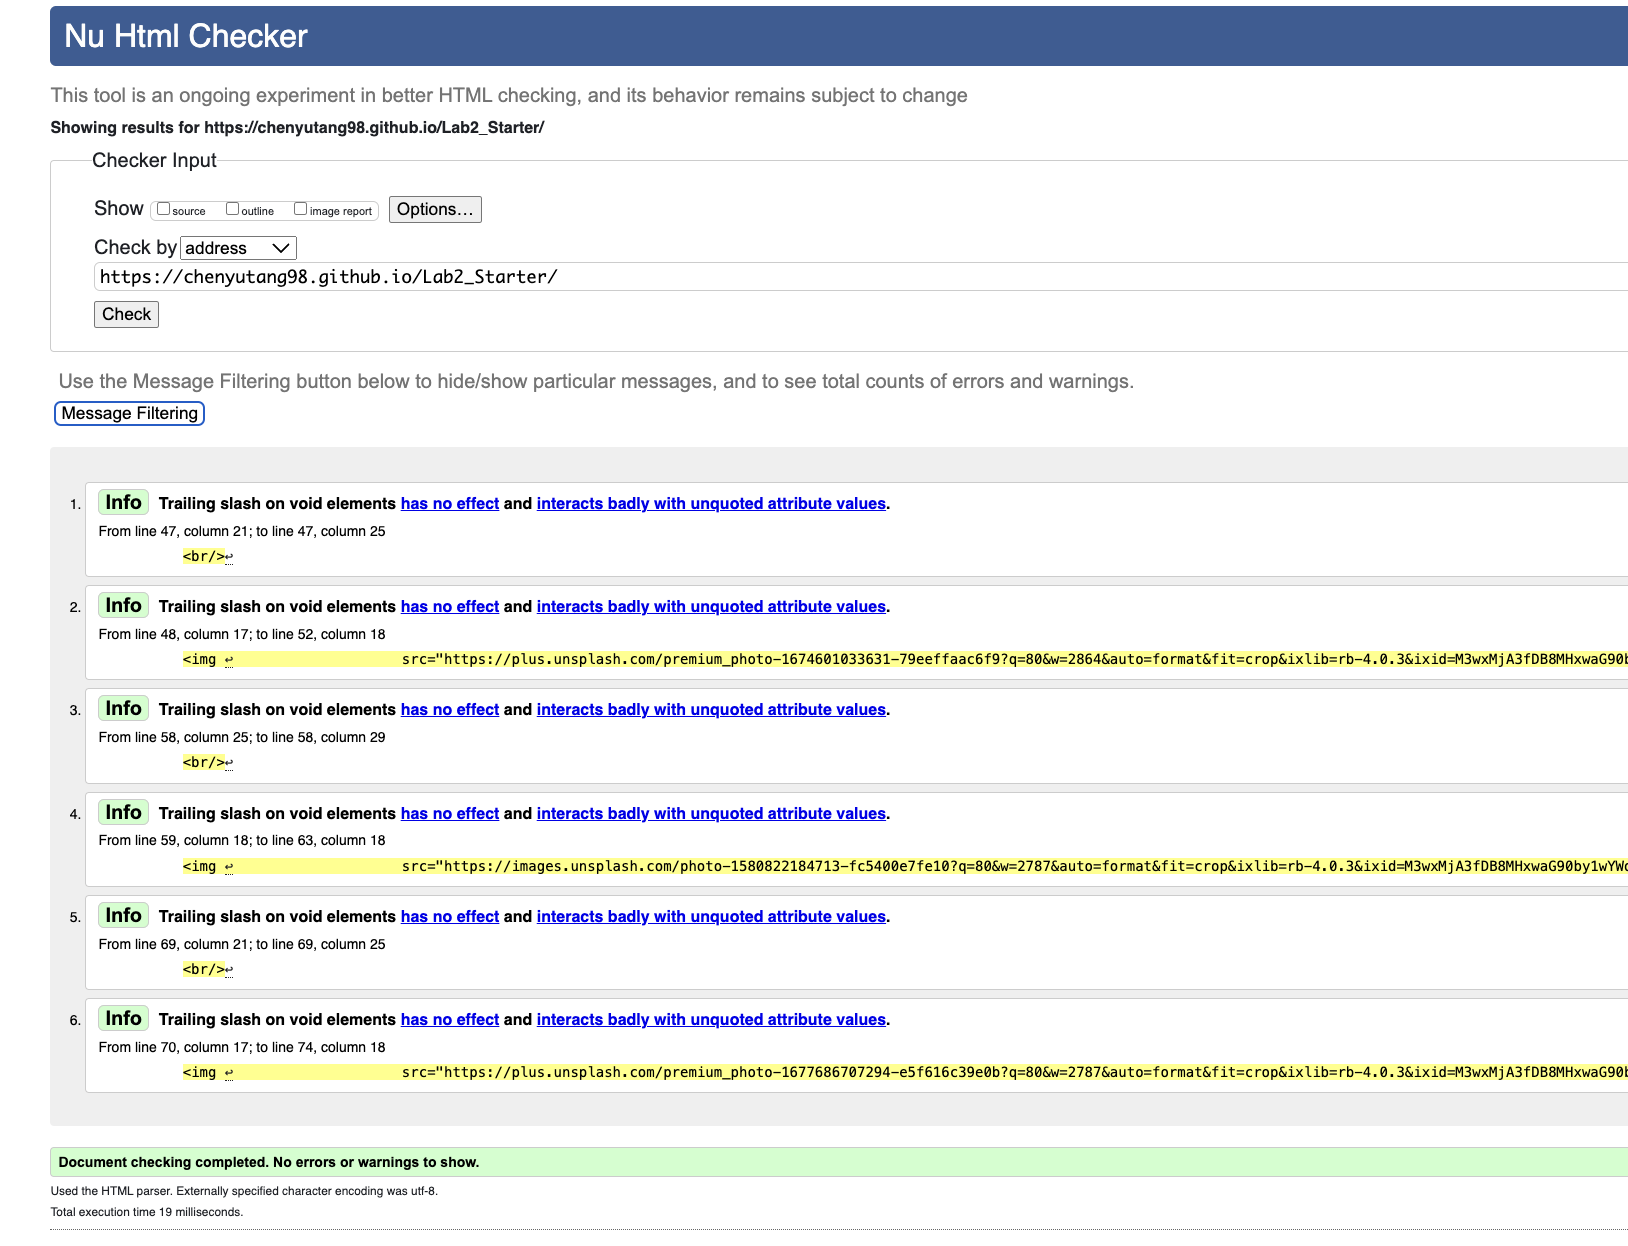 Nu Html Checker
This tool is an ongoing experiment in better HTML checking, and its behavior remains subject to change
Showing results for https://chenyutang98.github.io/Lab2_Starter/
Checker Input
Show source outline image report Options…
Check by address
https://chenyutang98.github.io/Lab2_Starter/
Check
Use the Message Filtering button below to hide/show particular messages, and to see total counts of errors and warnings.
Message Filtering
1. Info Trailing slash on void elements has no effect and interacts badly with unquoted attribute values.
From line 47, column 21; to line 47, column 25
<br/>↩
2. Info Trailing slash on void elements has no effect and interacts badly with unquoted attribute values.
From line 48, column 17; to line 52, column 18
<img ↩ src="https://plus.unsplash.com/premium_photo-1674601033631-79eeffaac6f9?q=80&w=2864&auto=format&fit=crop&ixlib=rb-4.0.3&ixid=M3wxMjA3fDB8MHxwaG90b
3. Info Trailing slash on void elements has no effect and interacts badly with unquoted attribute values.
From line 58, column 25; to line 58, column 29
<br/>↩
4. Info Trailing slash on void elements has no effect and interacts badly with unquoted attribute values.
From line 59, column 18; to line 63, column 18
<img ↩ src="https://images.unsplash.com/photo-1580822184713-fc5400e7fe10?q=80&w=2787&auto=format&fit=crop&ixlib=rb-4.0.3&ixid=M3wxMjA3fDB8MHxwaG90by1wYWd
5. Info Trailing slash on void elements has no effect and interacts badly with unquoted attribute values.
From line 69, column 21; to line 69, column 25
<br/>↩
6. Info Trailing slash on void elements has no effect and interacts badly with unquoted attribute values.
From line 70, column 17; to line 74, column 18
<img ↩ src="https://plus.unsplash.com/premium_photo-1677686707294-e5f616c39e0b?q=80&w=2787&auto=format&fit=crop&ixlib=rb-4.0.3&ixid=M3wxMjA3fDB8MHxwaG90b
Document checking completed. No errors or warnings to show.
Used the HTML parser. Externally specified character encoding was utf-8.
Total execution time 19 milliseconds.